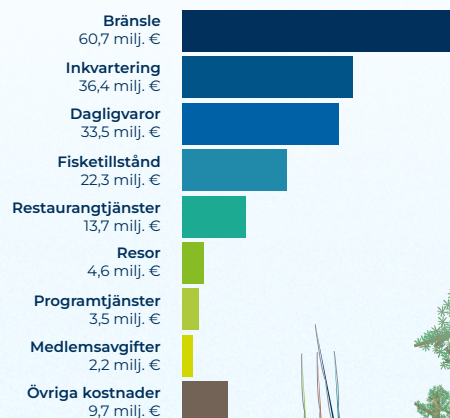 Bränsle
60,7 milj. €
Inkvartering
36,4 milj. €
Dagligvaror
33,5 milj. €
Fisketillstånd
22,3 milj. €
Restaurangtjänster
13,7 milj. €
Resor
4,6 milj. €
Programtjänster
3,5 milj. €
Medlemsavgifter
2,2 milj. €
Övriga kostnader
9,7 milj. €